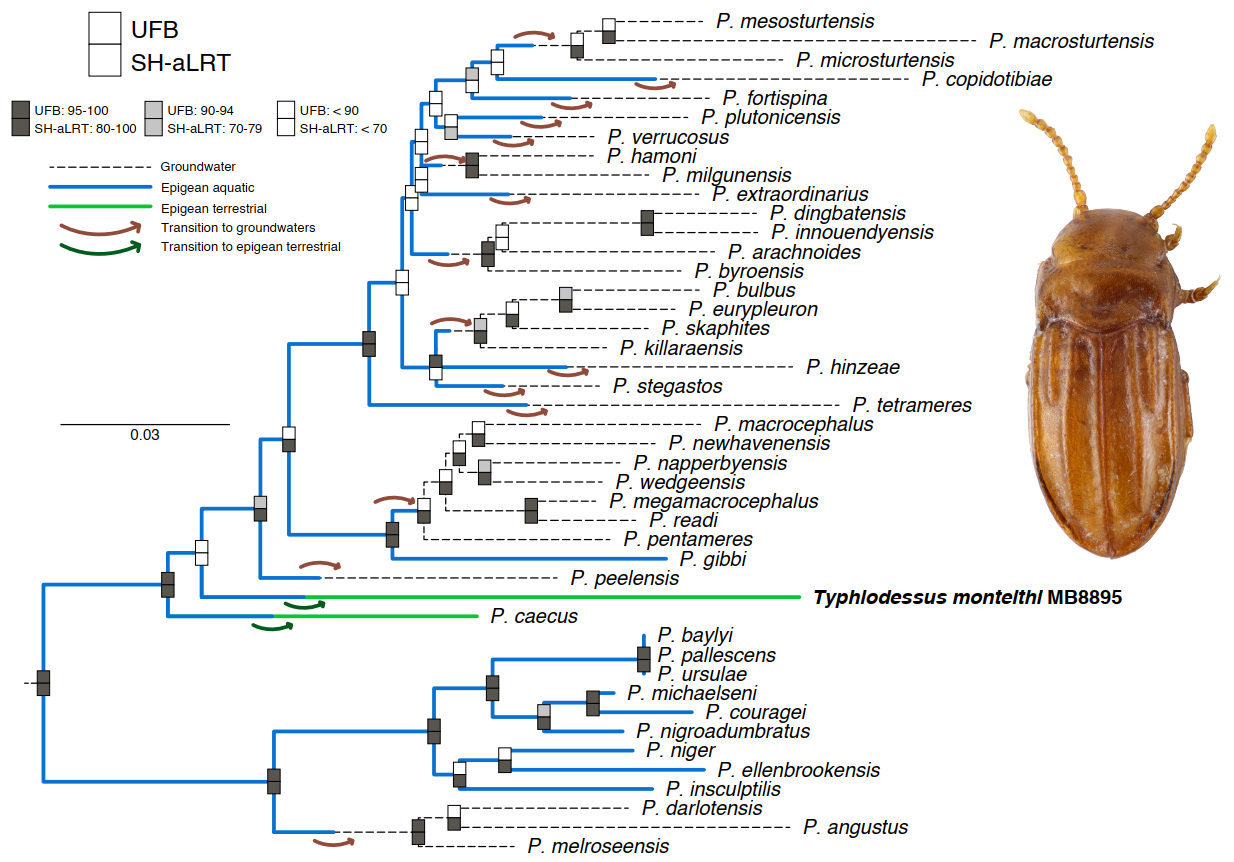 UFB
SH-aLRT
UFB: 95-100
SH-aLRT: 80-100
UFB: 90-94
SH-aLRT: 70-79
UFB: < 90
SH-aLRT: < 70
Groundwater
Epigean aquatic
Epigean terrestrial
Transition to groundwaters
Transition to epigean terrestrial
0.03
P. mesosturtensis
P. macrosturtensis
P. microsturtensis
P. copidotibiae
P. fortispina
P. plutonicensis
P. verrucosus
P. hamoni
P. milgunensis
P. extraordinarius
P. dingbatensis
P. innouendyensis
P. arachnoides
P. byroensis
P. bulbus
P. eurypleuron
P. skaphites
P. killaraensis
P. hinzeae
P. stegastos
P. tetrameres
P. macrocephalus
P. newhavenensis
P. napperbyensis
P. wedgeensis
P. megamacrocephalus
P. readi
P. pentameres
P. gibbi
P. peelensis
Typhlodessus monteithi MB8895
P. caecus
P. baylyi
P. pallescens
P. ursulae
P. michaelseni
P. couragei
P. nigroadumbratus
P. niger
P. ellenbrookensis
P. insculptilis
P. darlotensis
P. angustus
P. melroseensis